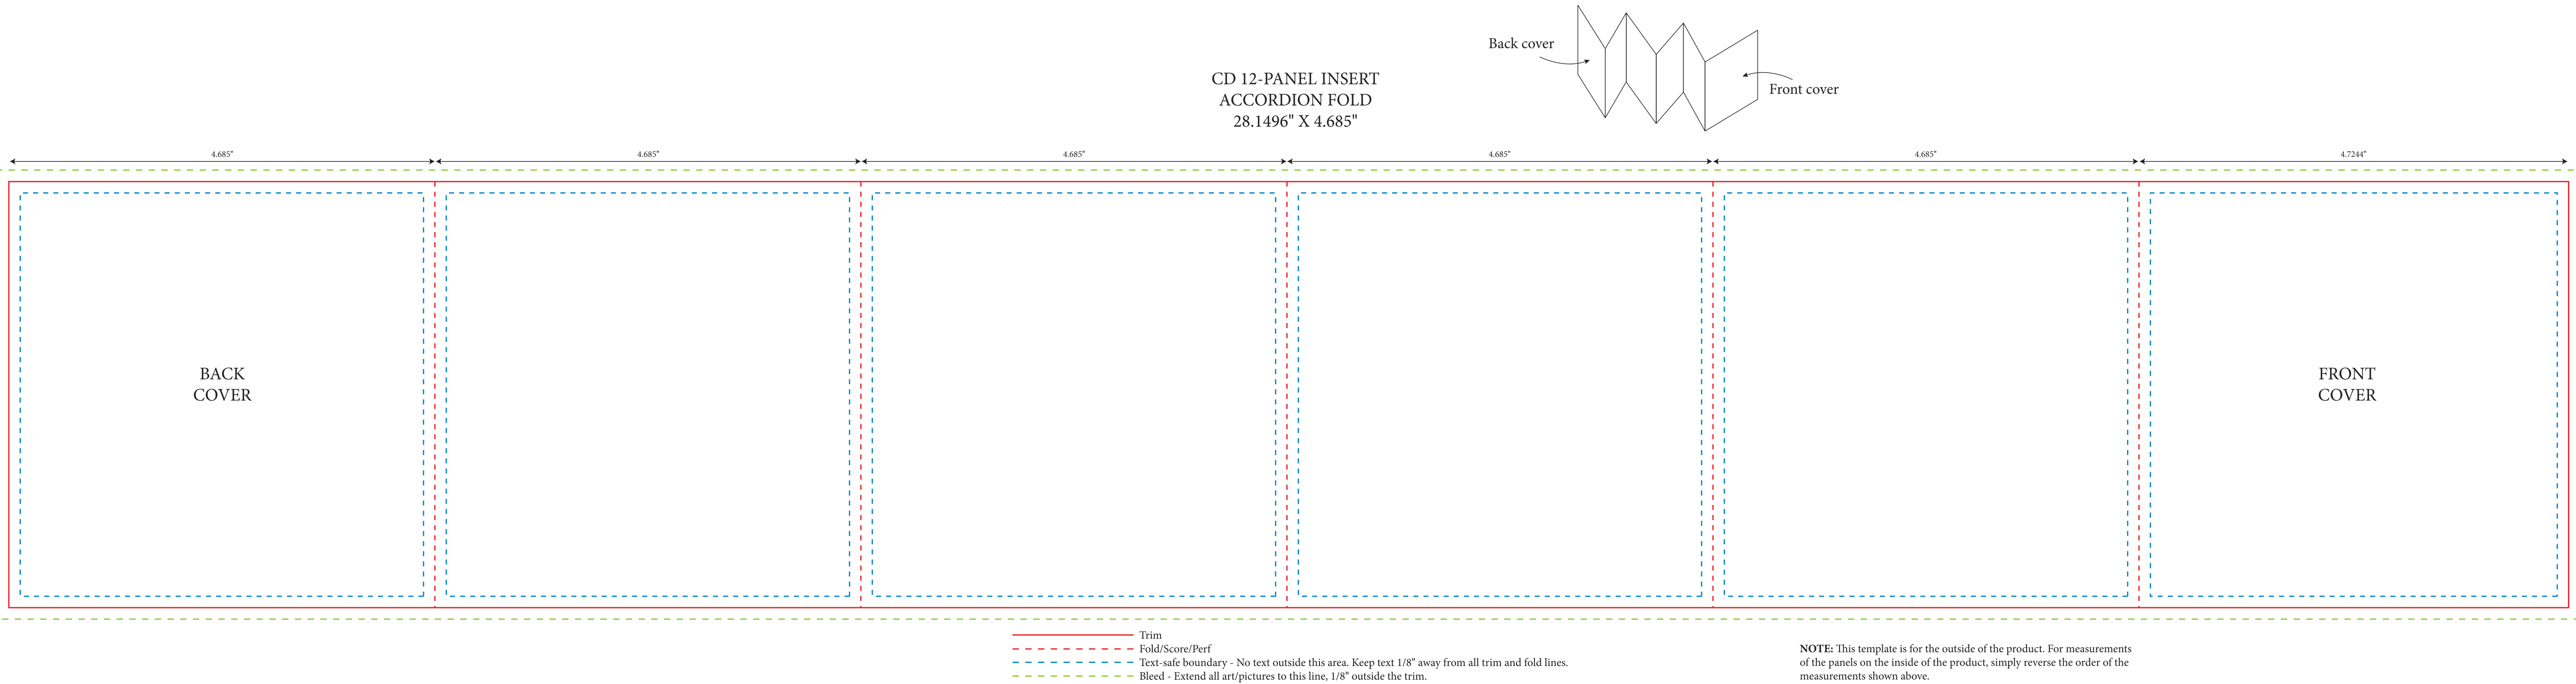 Back cover
Front cover
CD 12-PANEL INSERT
ACCORDION FOLD
28.1496" X 4.685"
4.685"
4.685"
4.685"
4.685"
4.685"
4.7244"
BACK
COVER
FRONT
COVER
Trim
Fold/Score/Perf
Text-safe boundary - No text outside this area. Keep text 1/8" away from all trim and fold lines.
Bleed - Extend all art/pictures to this line, 1/8" outside the trim.
NOTE: This template is for the outside of the product. For measurements
of the panels on the inside of the product, simply reverse the order of the
measurements shown above.